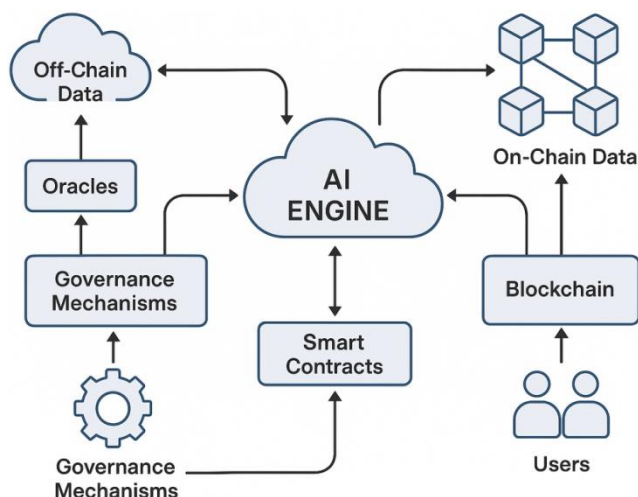 Off-Chain
Data
On-Chain Data
Oracles
AI
ENGINE
Governance
Mechanisms
Blockchain
Smart
Contracts
Governance
Mechanisms
Users